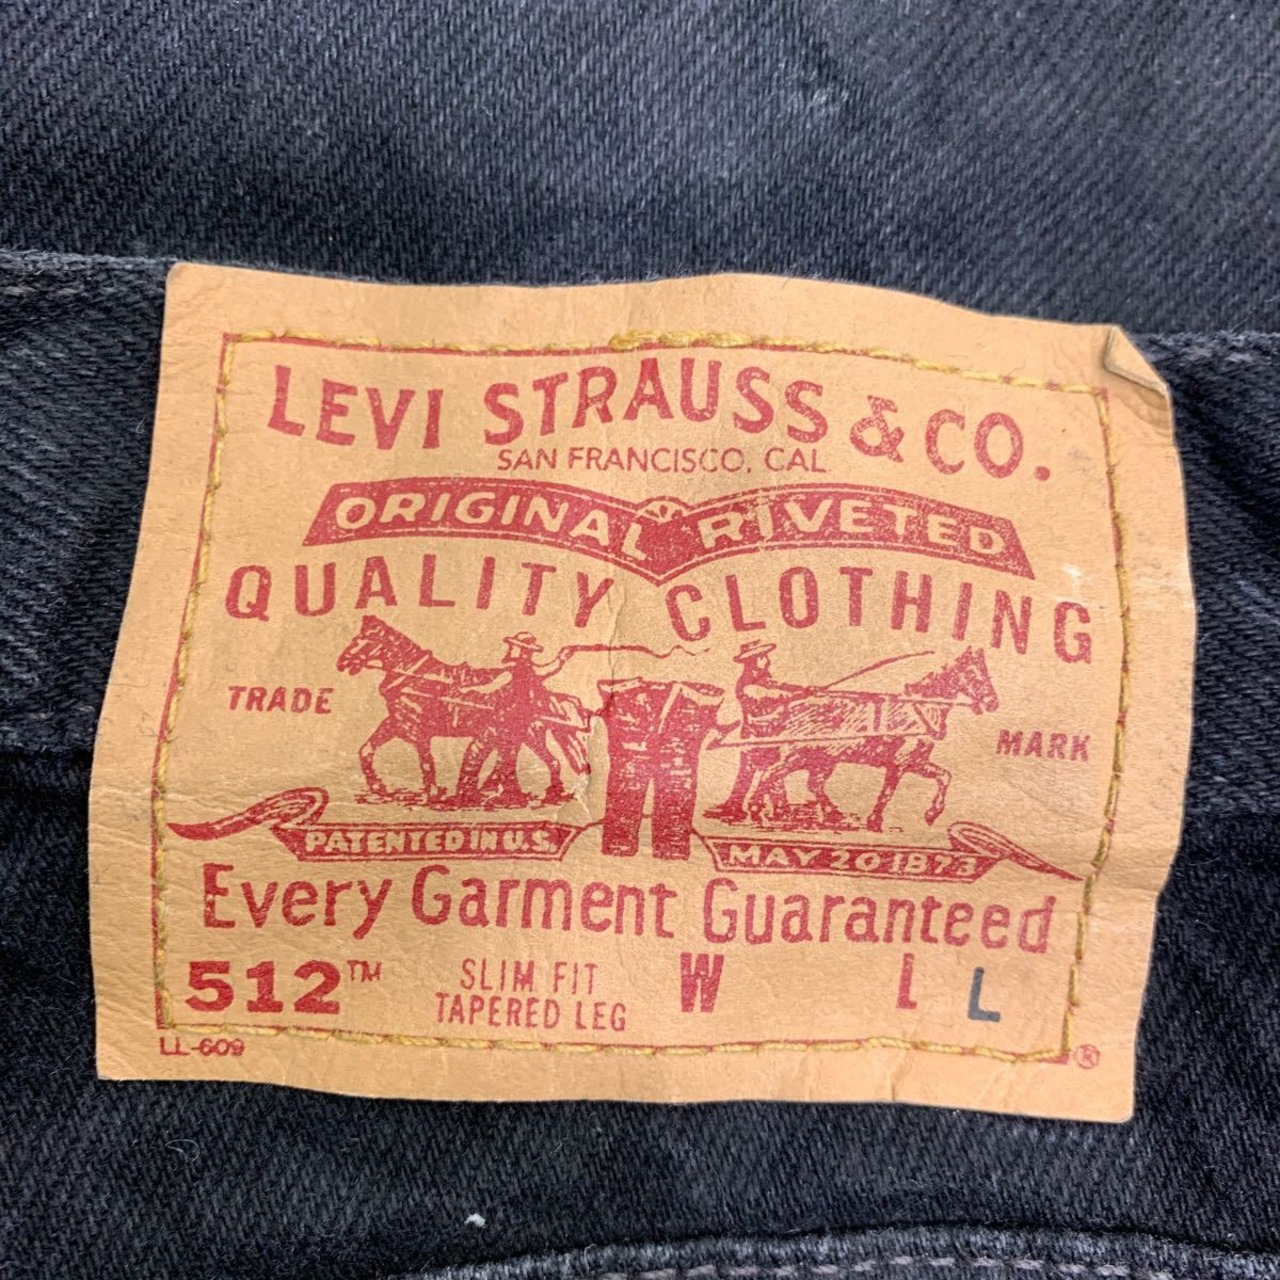 LEVI STRAUSS & CO.
SAN FRANCISCO, CAL.
ORIGINAL RIVETED
QUALITY CLOTHING
TRADE MARK
PATENTED IN U.S. MAY 20 1873
Every Garment Guaranteed
512™ SLIM FIT W L L
TAPERED LEG
LL-609 ®